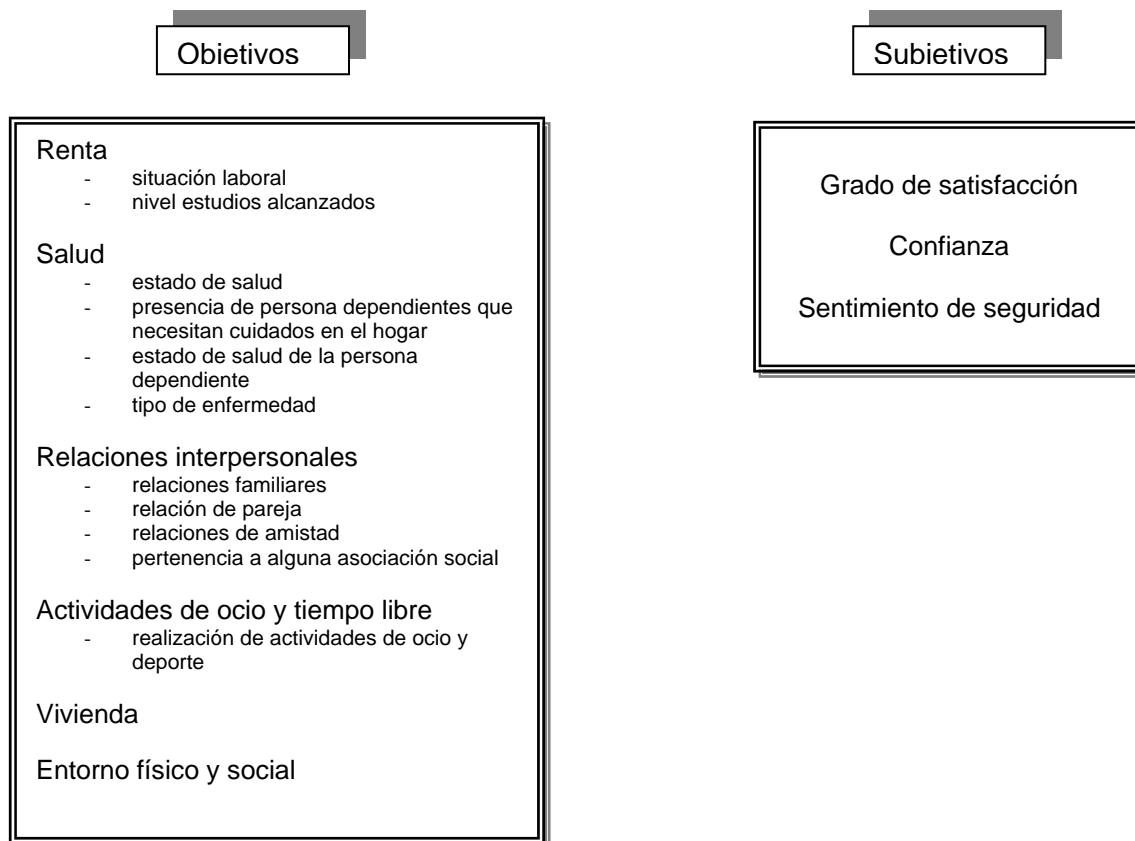 Obietivos
Subietivos
Renta
- situación laboral
- nivel estudios alcanzados
Salud
- estado de salud
- presencia de persona dependientes que
necesitan cuidados en el hogar
- estado de salud de la persona
dependiente
- tipo de enfermedad
Relaciones interpersonales
- relaciones familiares
- relación de pareja
- relaciones de amistad
- pertenencia a alguna asociación social
Actividades de ocio y tiempo libre
- realización de actividades de ocio y
deporte
Vivienda
Entorno físico y social
Grado de satisfacción
Confianza
Sentimiento de seguridad